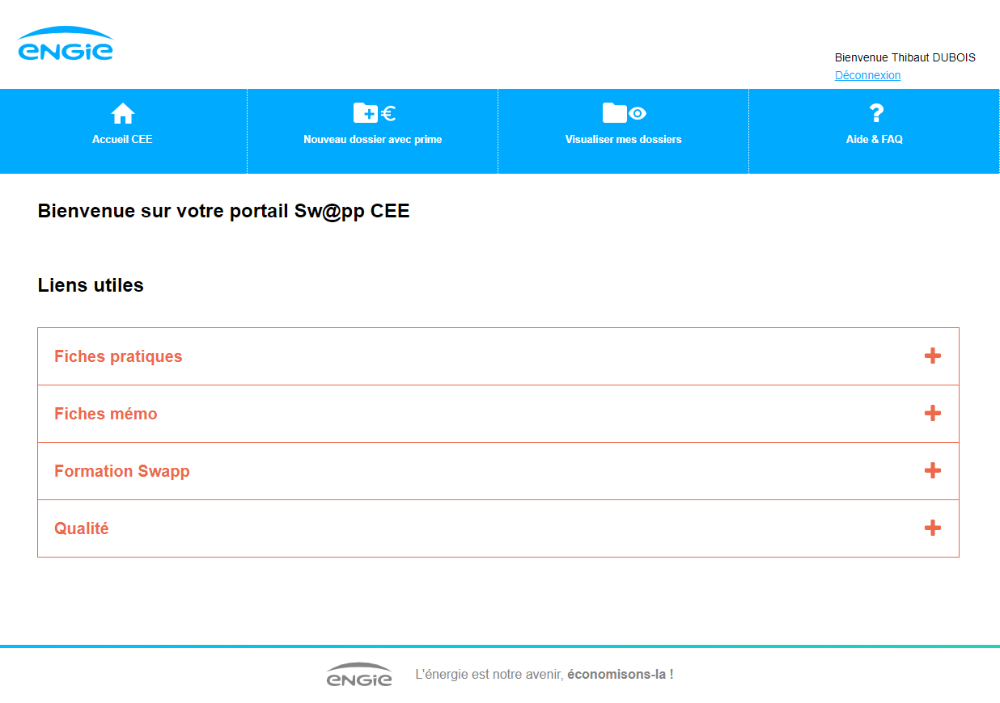 ENGIE
Bienvenue Thibaut DUBOIS
Déconnexion
Accueil CEE
Nouveau dossier avec prime
Visualiser mes dossiers
Aide & FAQ
Bienvenue sur votre portail Sw@pp CEE
Liens utiles
Fiches pratiques
Fiches mémo
Formation Swapp
Qualité
ENGIE L'énergie est notre avenir, économisons-la !